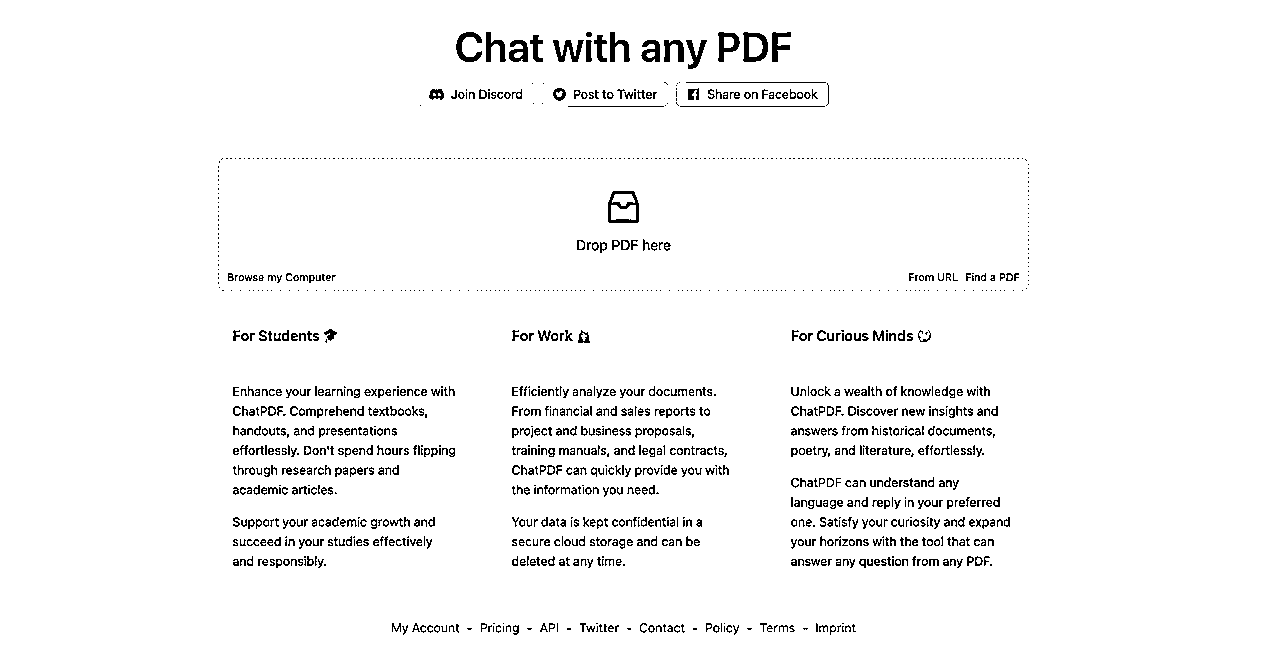 Chat with any PDF
Join Discord Post to Twitter Share on Facebook
Drop PDF here
Browse my Computer From URL Find a PDF
For Students
Enhance your learning experience with
ChatPDF. Comprehend textbooks,
handouts, and presentations
effortlessly. Don't spend hours flipping
through research papers and
academic articles.
Support your academic growth and
succeed in your studies effectively
and responsibly.
For Work
Efficiently analyze your documents.
From financial and sales reports to
project and business proposals,
training manuals, and legal contracts,
ChatPDF can quickly provide you with
the information you need.
Your data is kept confidential in a
secure cloud storage and can be
deleted at any time.
For Curious Minds
Unlock a wealth of knowledge with
ChatPDF. Discover new insights and
answers from historical documents,
poetry, and literature, effortlessly.
ChatPDF can understand any
language and reply in your preferred
one. Satisfy your curiosity and expand
your horizons with the tool that can
answer any question from any PDF.
My Account - Pricing - API - Twitter - Contact - Policy - Terms - Imprint